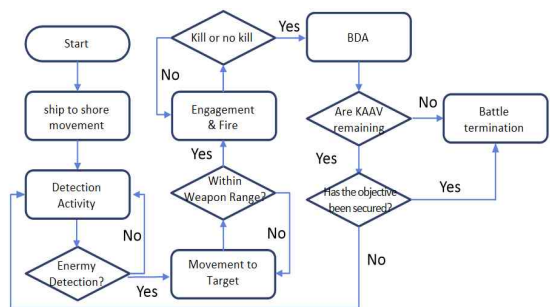 Start
ship to shore
movement
Detection
Activity
No
Enermy
Detection?
Yes
Movement to
Target
No
Within
Weapon Range?
Yes
Engagement
& Fire
No
Kill or no kill
Yes
BDA
Are KAAV
remaining
No
Battle
termination
Yes
Has the objective
been secured?
Yes
No